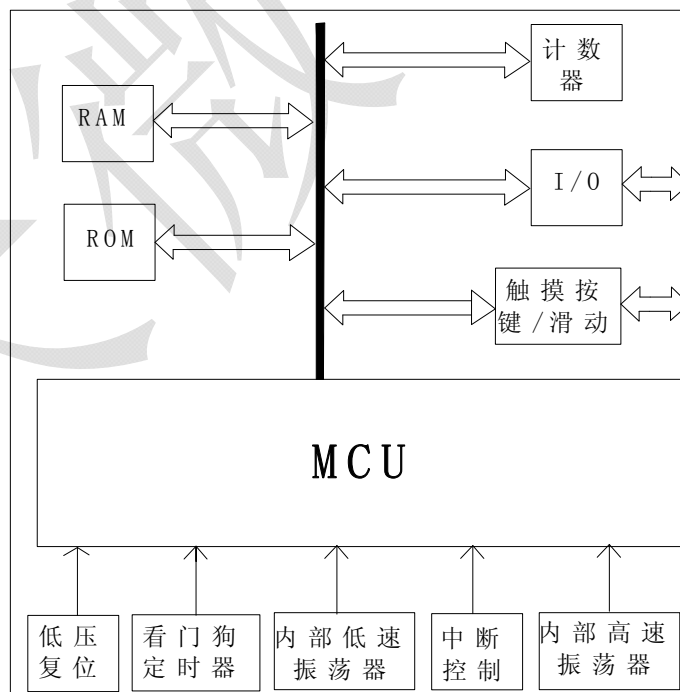 计数
器
RAM
I/O
ROM
触摸按
键/滑动
MCU
低压
复位
看门狗
定时器
内部低速
振荡器
中断
控制
内部高速
振荡器